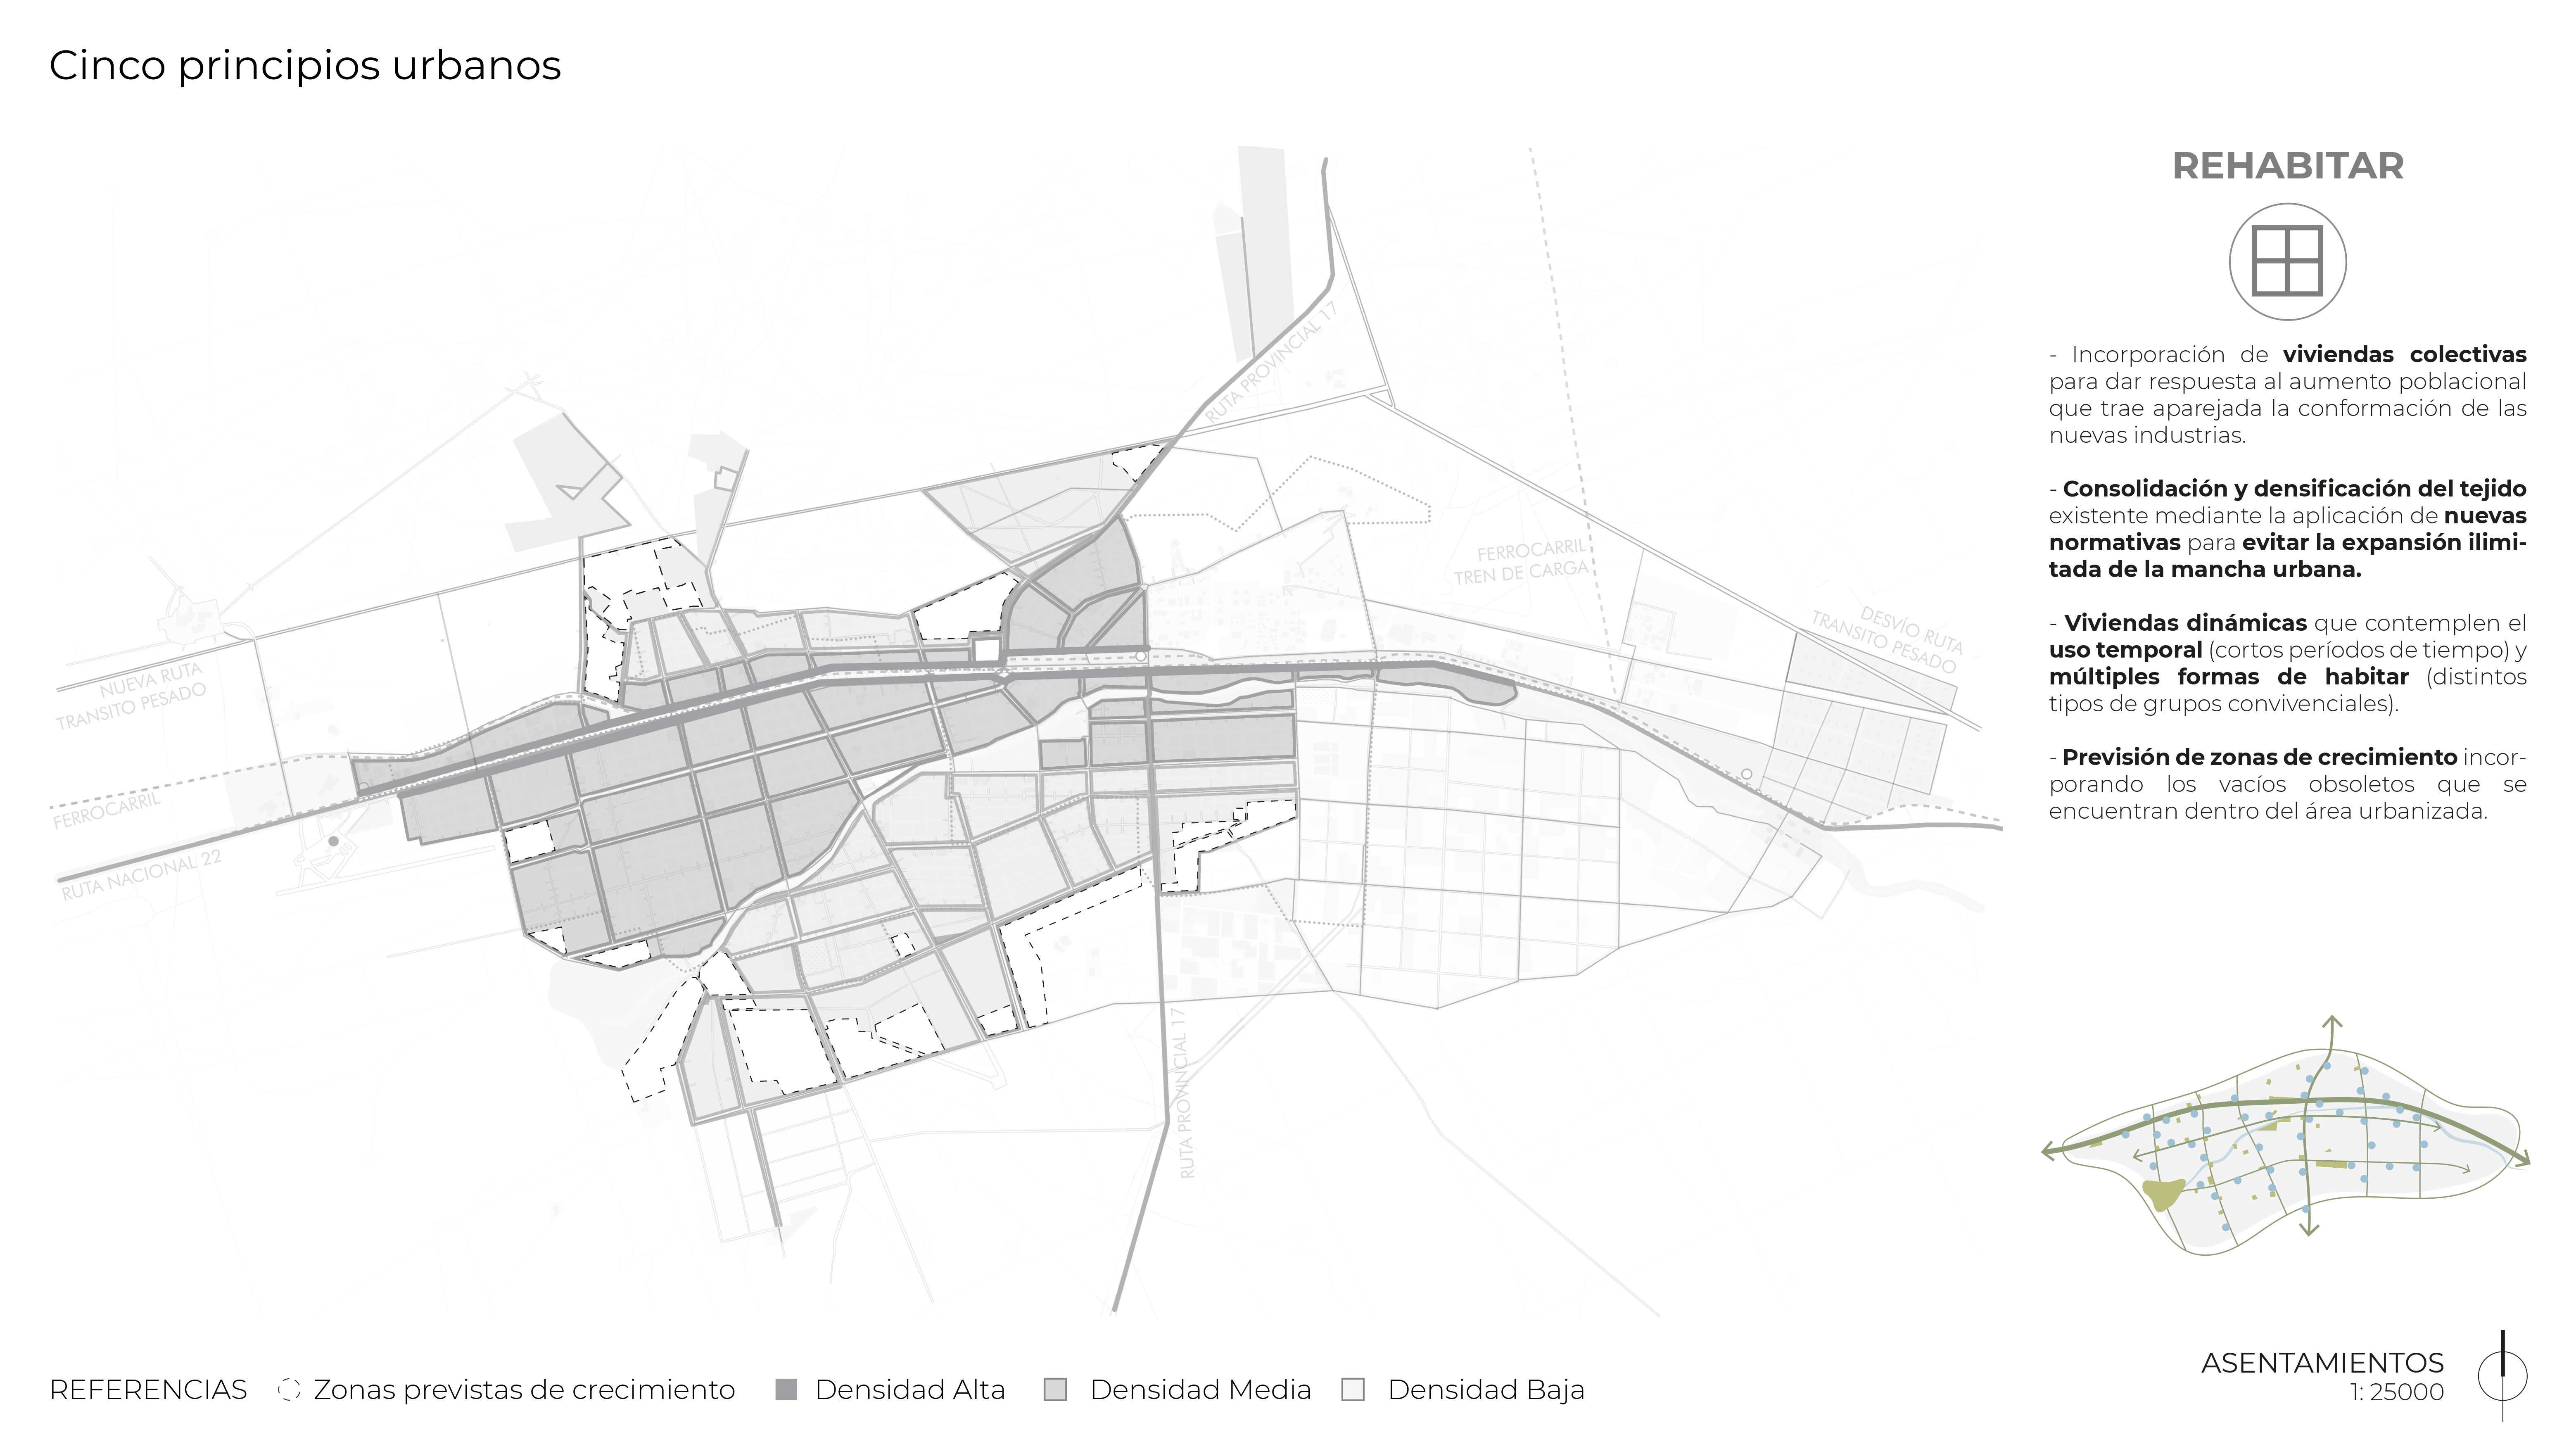 Cinco principios urbanos
RUTA PROVINCIAL 17
FERROCARRIL
TREN DE CARGA
DESVÍO RUTA
TRANSITO PESADO
NUEVA RUTA
TRANSITO PESADO
FERROCARRIL
RUTA NACIONAL 22
RUTA PROVINCIAL 17
REHABITAR
- Incorporación de viviendas colectivas
para dar respuesta al aumento poblacional
que trae aparejada la conformación de las
nuevas industrias.
- Consolidación y densificación del tejido
existente mediante la aplicación de nuevas
normativas para evitar la expansión ilimi-
tada de la mancha urbana.
- Viviendas dinámicas que contemplen el
uso temporal (cortos períodos de tiempo) y
múltiples formas de habitar (distintos
tipos de grupos convivenciales).
- Previsión de zonas de crecimiento incor-
porando los vacíos obsoletos que se
encuentran dentro del área urbanizada.
REFERENCIAS
Zonas previstas de crecimiento
Densidad Alta
Densidad Media
Densidad Baja
ASENTAMIENTOS
1: 25000